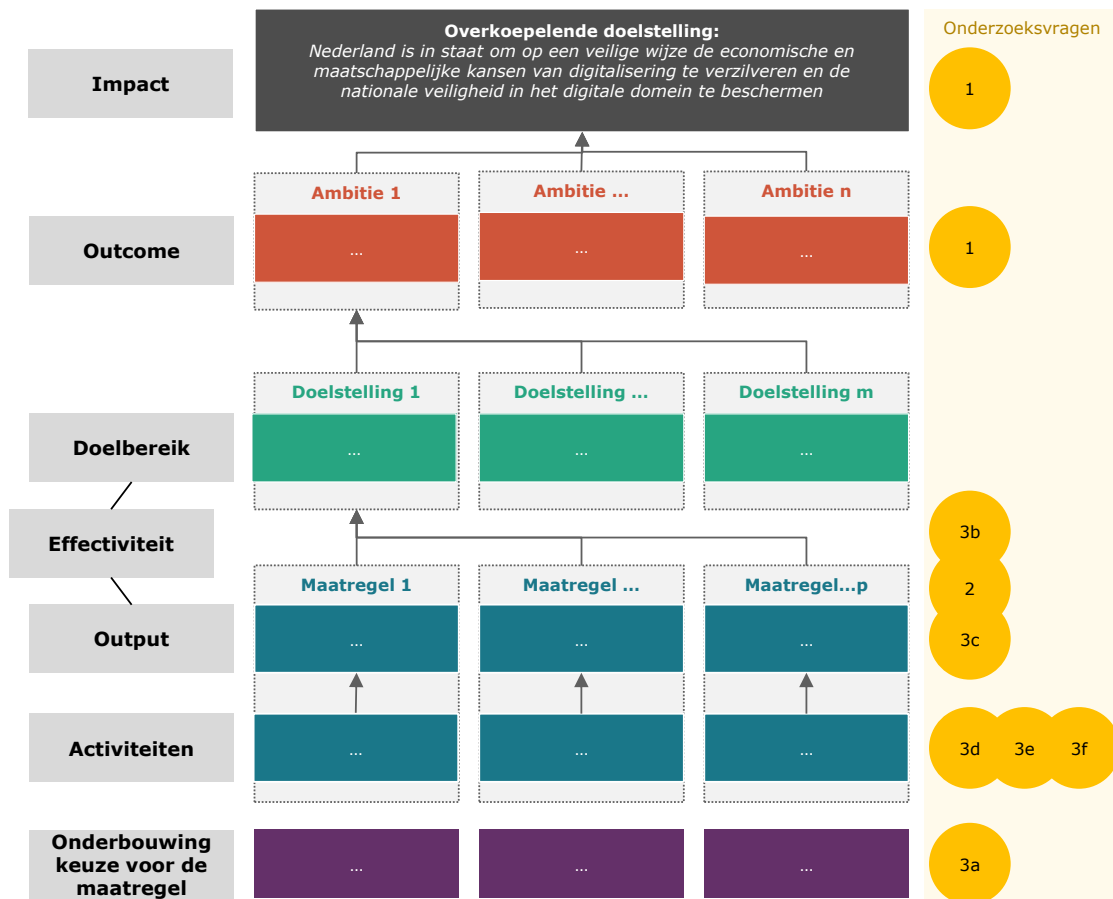 Overkoepelende doelstelling:
Nederland is in staat om op een veilige wijze de economische en
maatschappelijke kansen van digitalisering te verzilveren en de
nationale veiligheid in het digitale domein te beschermen
Onderzoeksvragen
Impact
1
Ambitie 1
Ambitie ...
Ambitie n
Outcome
...
...
...
1
Doelstelling 1
Doelstelling ...
Doelstelling m
Doelbereik
...
...
...
Effectiviteit
3b
Maatregel 1
Maatregel ...
Maatregel...p
2
Output
...
...
...
3c
Activiteiten
...
...
...
3d
3e
3f
Onderbouwing
keuze voor de
maatregel
...
...
...
3a